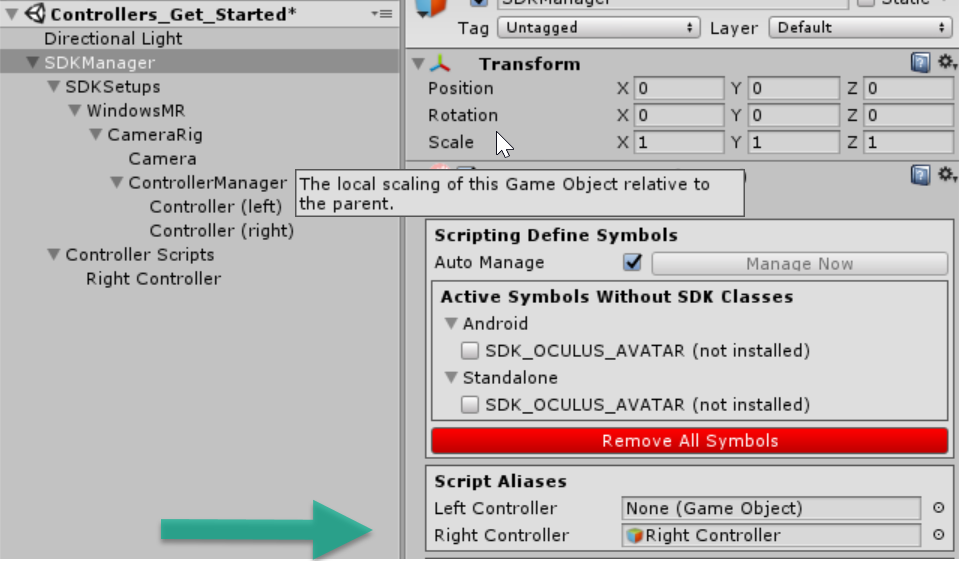 Controllers_Get_Started*
Directional Light
SDKManager
SDKSetups
WindowsMR
CameraRig
Camera
ControllerManager
Controller (left)
Controller (right)
Controller Scripts
Right Controller
SDKManager
Static
Tag Untagged Layer Default
Transform
Position X 0 Y 0 Z 0
Rotation X 0 Y 0 Z 0
Scale X 1 Y 1 Z 1
The local scaling of this Game Object relative to
the parent.
Scripting Define Symbols
Auto Manage Manage Now
Active Symbols Without SDK Classes
Android
SDK_OCULUS_AVATAR (not installed)
Standalone
SDK_OCULUS_AVATAR (not installed)
Remove All Symbols
Script Aliases
Left Controller None (Game Object)
Right Controller Right Controller